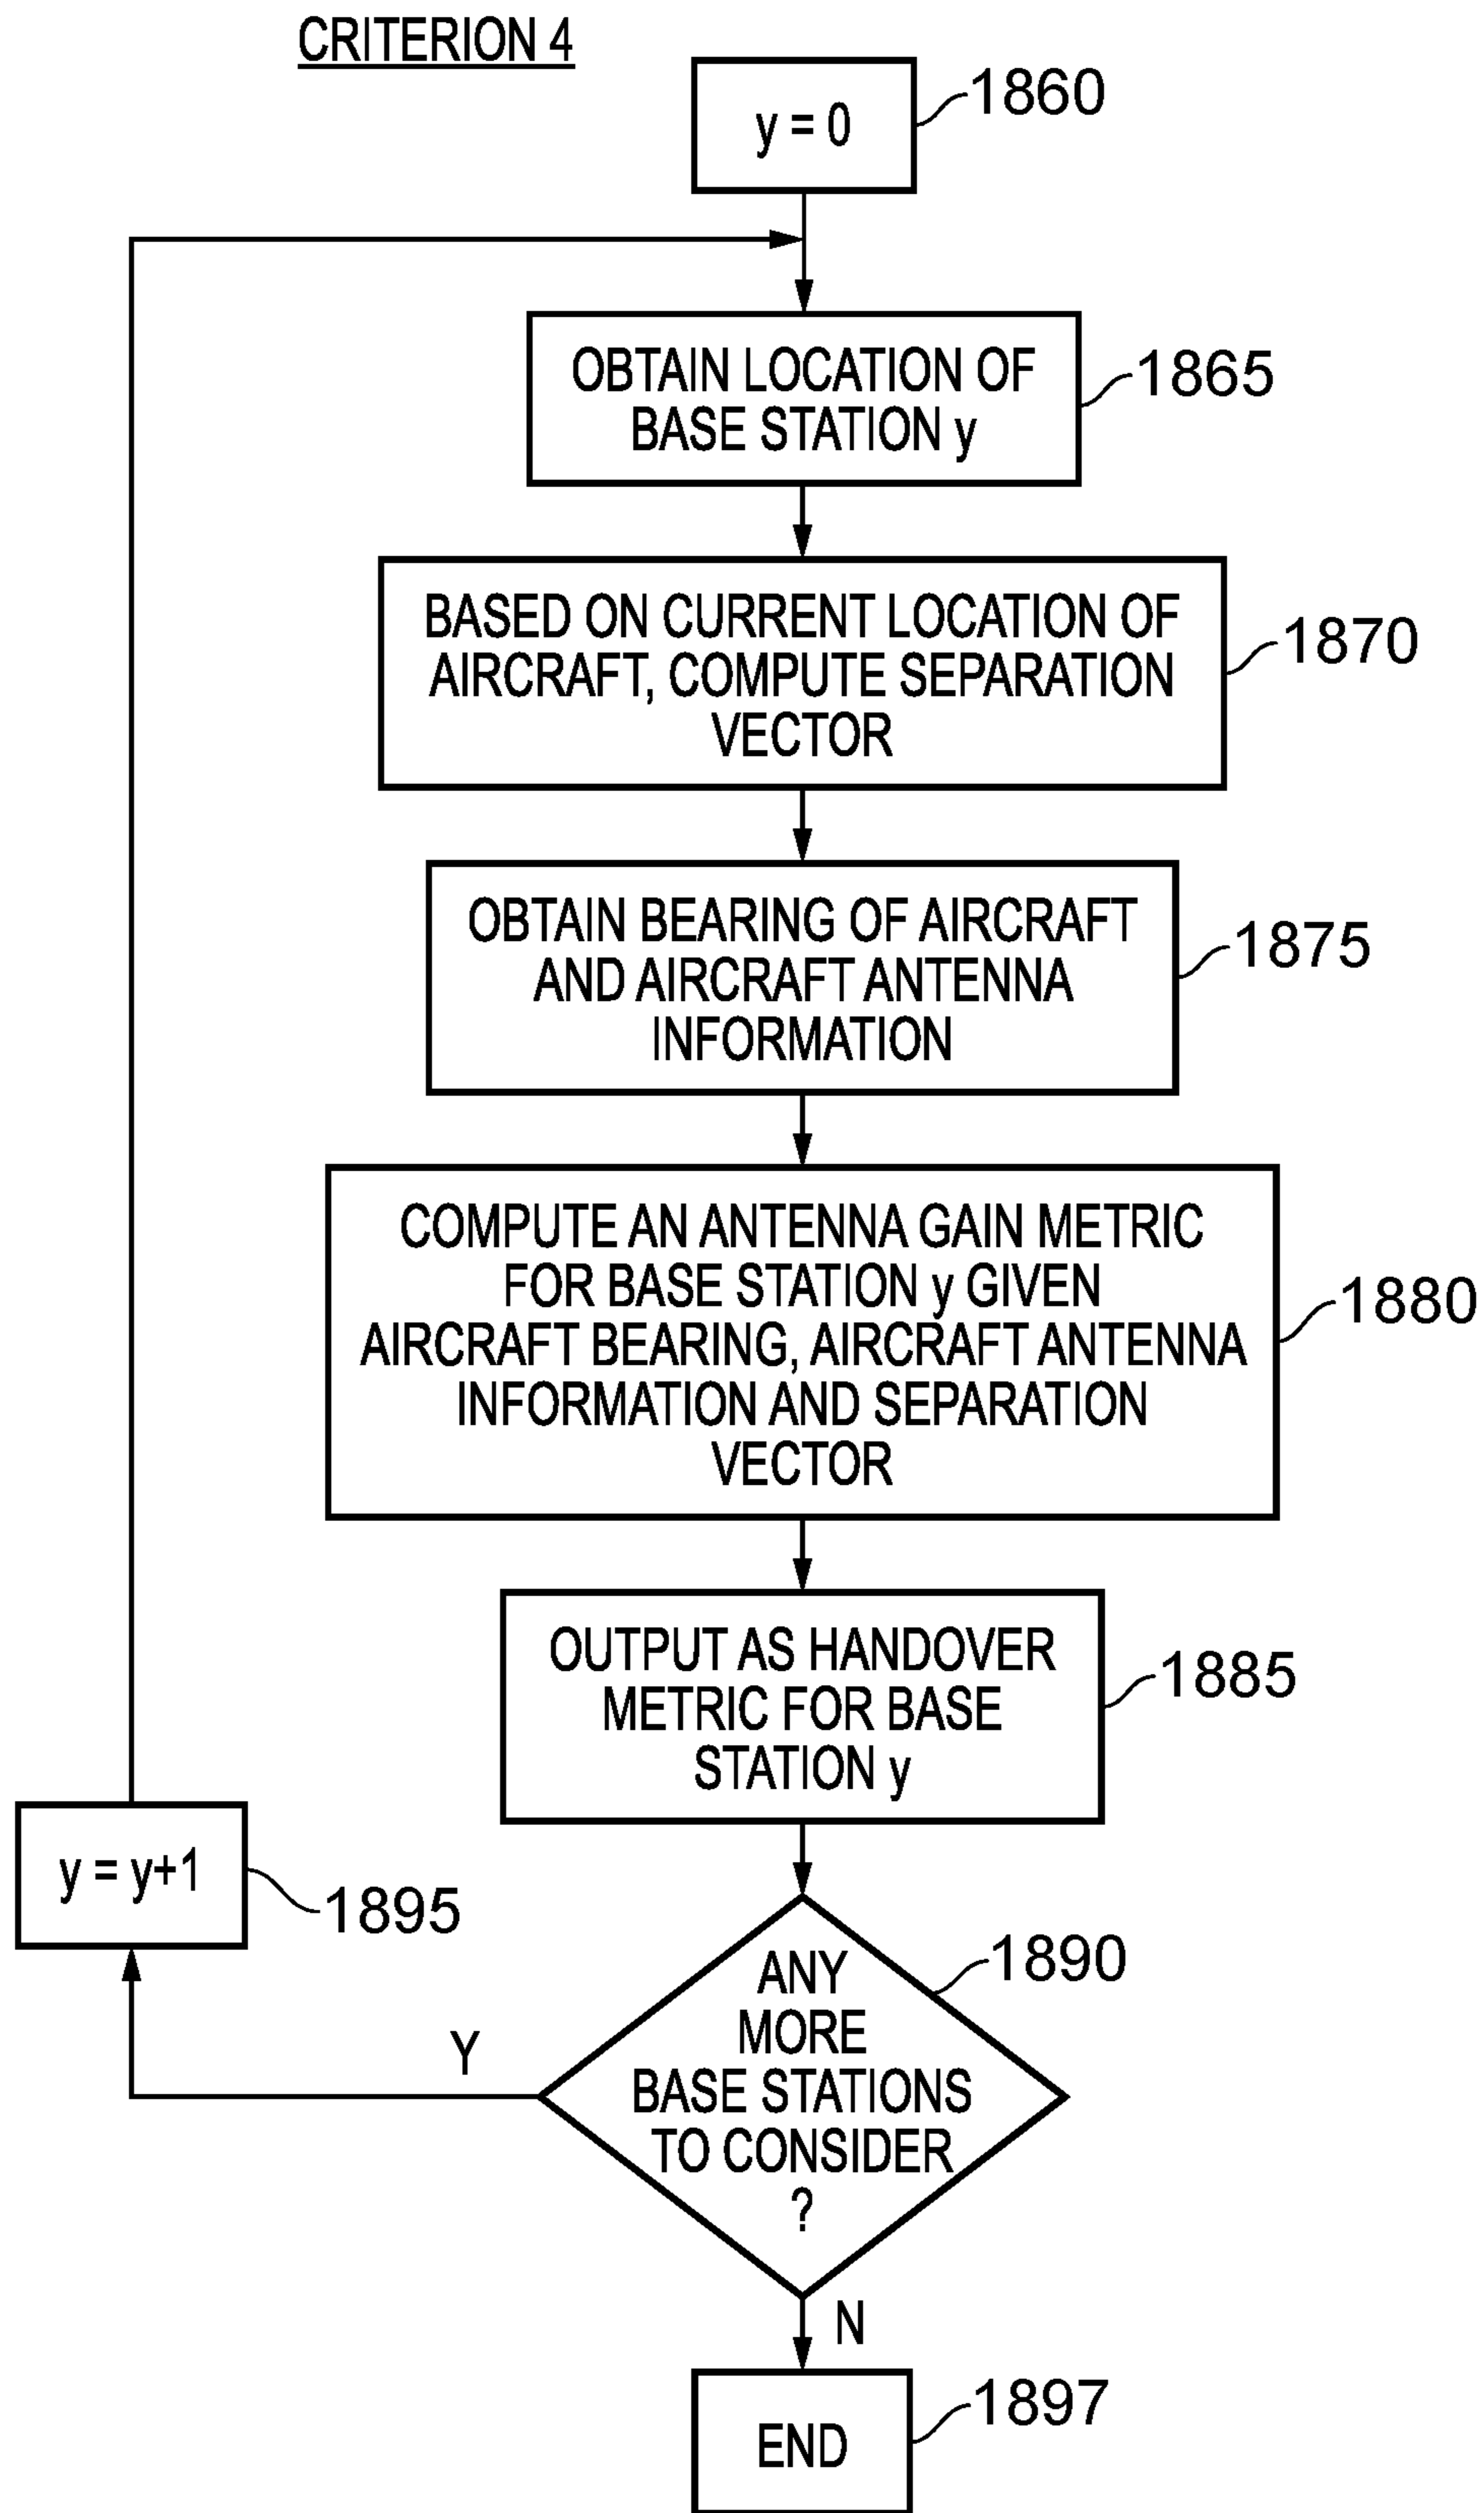 CRITERION 4
y = 0
1860
OBTAIN LOCATION OF
BASE STATION y
1865
BASED ON CURRENT LOCATION OF
AIRCRAFT, COMPUTE SEPARATION
VECTOR
1870
OBTAIN BEARING OF AIRCRAFT
AND AIRCRAFT ANTENNA
INFORMATION
1875
COMPUTE AN ANTENNA GAIN METRIC
FOR BASE STATION y GIVEN
AIRCRAFT BEARING, AIRCRAFT ANTENNA
INFORMATION AND SEPARATION
VECTOR
1880
OUTPUT AS HANDOVER
METRIC FOR BASE
STATION y
1885
y = y+1
1895
ANY
MORE
BASE STATIONS
TO CONSIDER
?
1890
Y
N
END
1897